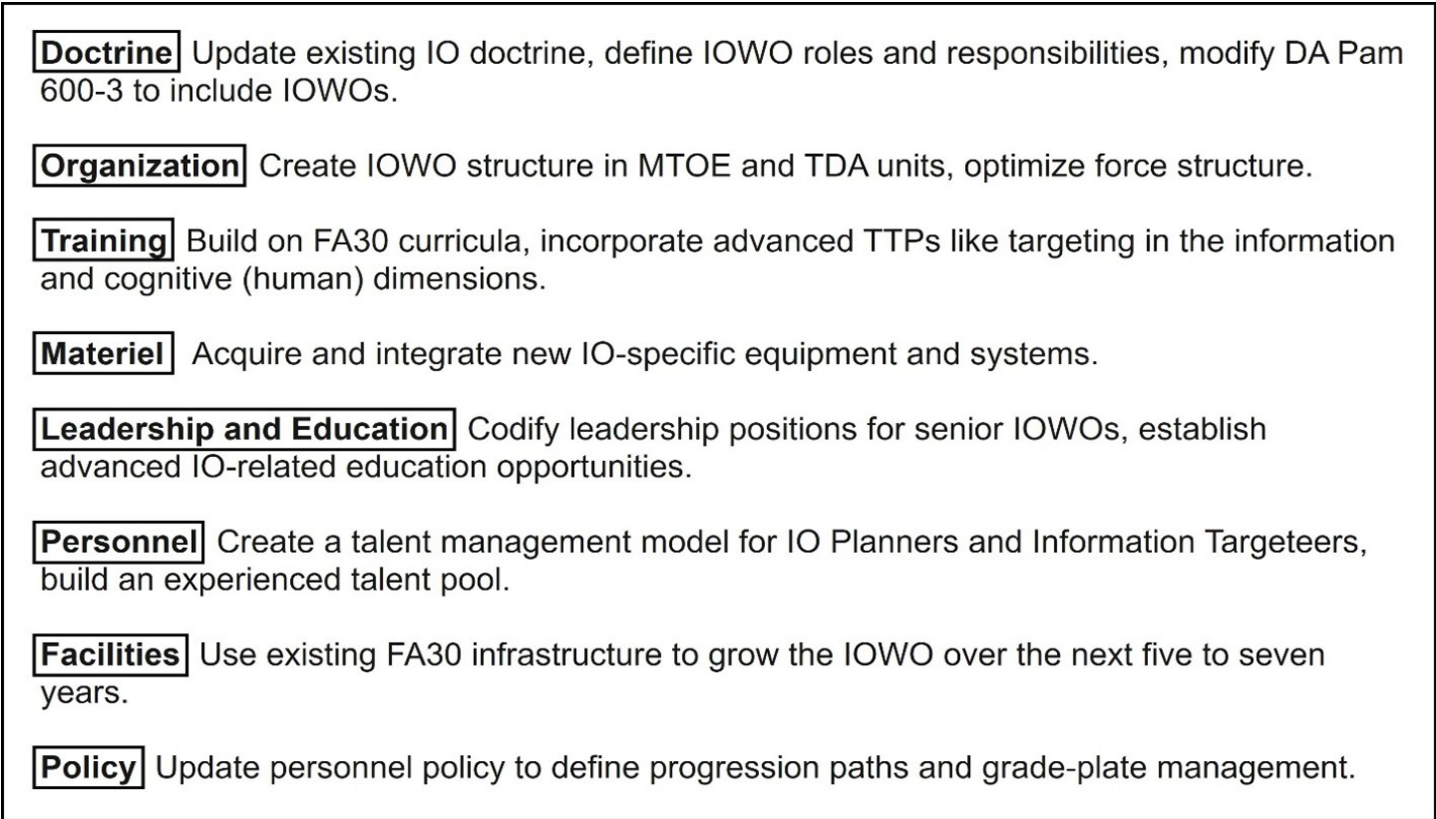 Doctrine Update existing IO doctrine, define IOWO roles and responsibilities, modify DA Pam
600-3 to include IOWOs.
Organization Create IOWO structure in MTOE and TDA units, optimize force structure.
Training Build on FA30 curricula, incorporate advanced TTPs like targeting in the information
and cognitive (human) dimensions.
Materiel Acquire and integrate new IO-specific equipment and systems.
Leadership and Education Codify leadership positions for senior IOWOs, establish
advanced IO-related education opportunities.
Personnel Create a talent management model for IO Planners and Information Targeteers,
build an experienced talent pool.
Facilities Use existing FA30 infrastructure to grow the IOWO over the next five to seven
years.
Policy Update personnel policy to define progression paths and grade-plate management.